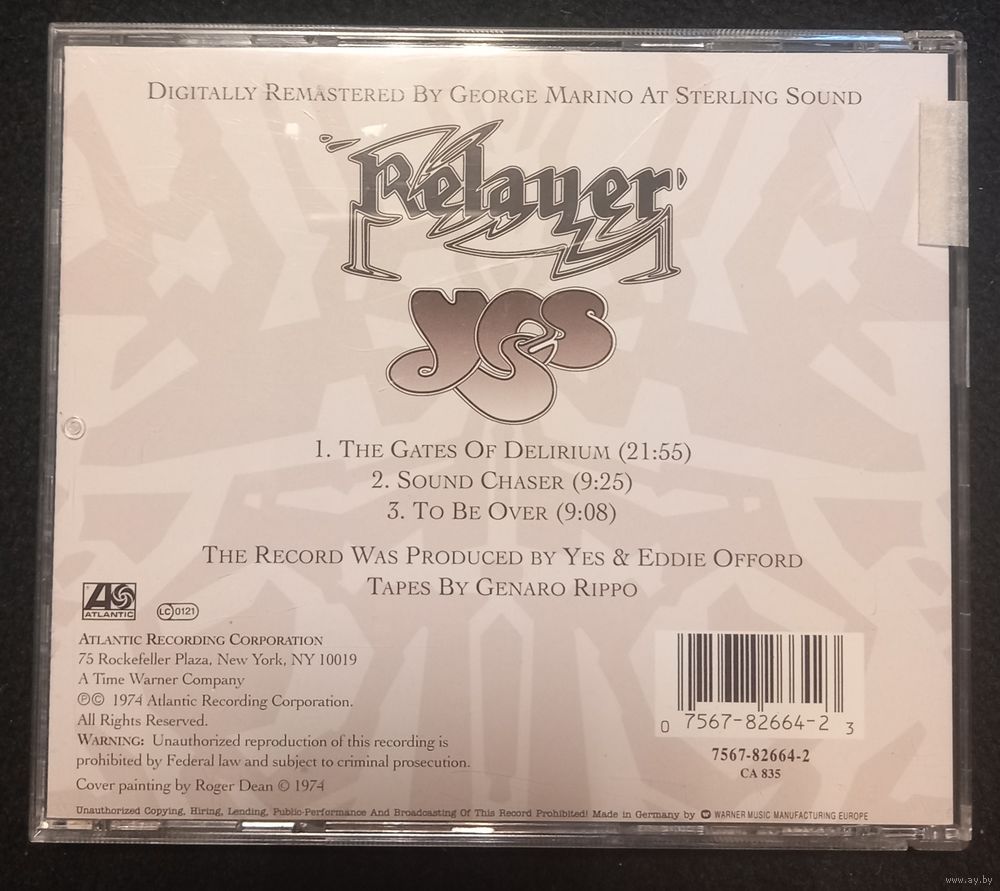 Digitally Remastered By George Marino At Sterling Sound
'Relayer'
yes
1. The Gates Of Delirium (21:55)
2. Sound Chaser (9:25)
3. To Be Over (9:08)
The Record Was Produced by Yes & Eddie Offord
Tapes By Genaro Rippo
ATLANTIC
LC 0121
Atlantic Recording Corporation
75 Rockefeller Plaza, New York, NY 10019
A Time Warner Company
℗© 1974 Atlantic Recording Corporation.
All Rights Reserved.
Warning: Unauthorized reproduction of this recording is
prohibited by Federal law and subject to criminal prosecution.
Cover painting by Roger Dean © 1974
0 7567-82664-2 3
7567-82664-2
CA 835
Unauthorized Copying, Hiring, Lending, Public-Performance And Broadcasting Of This Record Prohibited! Made in Germany by WARNER MUSIC MANUFACTURING EUROPE
www.ay.by